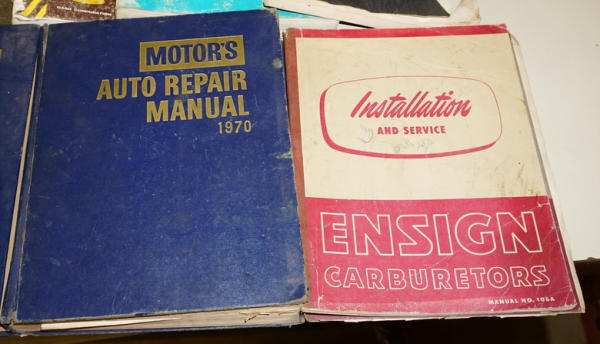 MOTOR'S
AUTO REPAIR
MANUAL
1970
Installation
AND SERVICE
ENSIGN
CARBURETORS
MANUAL NO. 105A